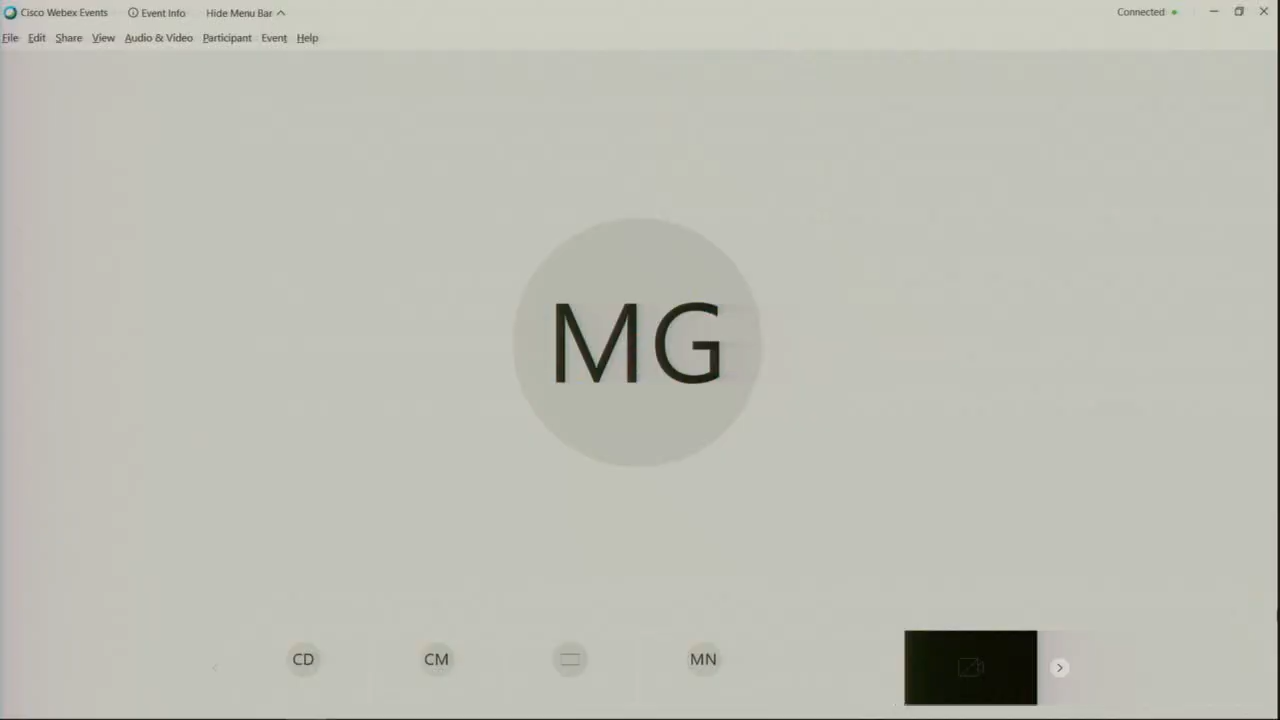 Cisco Webex Events Event Info Hide Menu Bar Connected
File Edit Share View Audio & Video Participant Event Help
MG
CD CM MN